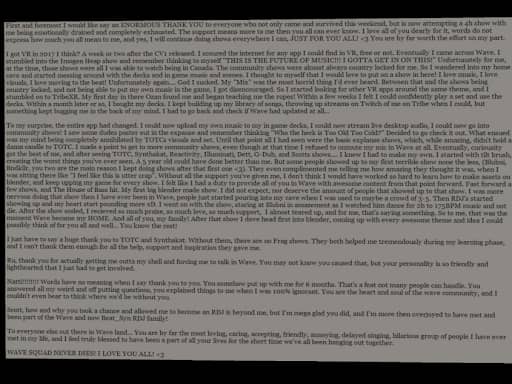 First and foremost I would like say an ENORMOUS THANK YOU to everyone who not only came and survived this weekend, but is now attempting a 4h show with
me being emotionally drained and completely exhausted. The support means more to me then you all can ever know. I love all of you dearly for it, words do not
express how much you all mean to me, and yes, I will continue doing shows everywhere I can, JUST FOR YOU ALL! <3 You are by far worth the effort on my part.
I got VR in 2017 I think? A week or two after the CV1 released. I scoured the internet for any app I could find in VR, free or not. Eventually I came across Wave. I
stumbled into the Imogen Heap show and remember thinking to myself "THIS IS THE FUTURE OF MUSIC!! I GOTTA GET IN ON THIS!" Unfortunately for me,
at the time, those shows were all I was able to watch being in Canada. The community shows were almost always country locked for me. So I wandered into my home
cave and started messing around with the decks and in game music and scenes. I thought to myself that I would love to put on a show in here! I love music, I love
visuals, I love moving to the beat! Unfortunately again.... God I sucked. My "Mix" was the most horrid thing I'd ever heard. Between that and the shows being
country locked, and not being able to put my own music in the game, I got discouraged. So I started looking for other VR apps around the same theme, and I
stumbled on to TribeXR. My first day in there Oram found me and began teaching me the ropes! Within a few weeks I felt I could confidently play a set and use the
decks. Within a month later or so, I bought my decks. I kept building up my library of songs, throwing up streams on Twitch of me on Tribe when I could, but
something kept bugging me in the back of my mind. I had to go back and check if Wave had updated at all...
To my surprise, the entire app had changed. I could now upload my own music to my in game decks, I could now stream live desktop audio, I could now go into
community shows! I saw some dudes poster out in the expanse and remember thinking "Who the heck is Too Old Too Cold?" Decided to go check it out. What ensued
was my mind being completely annihilated by TOTCs visuals and set. Until that point all I had seen were the basic explanse shows, which, while amazing, didn't hold a
damn candle to TOTC. I made a point to get to more community shows, even though at that time I refused to unmute my mic in Wave at all. Eventually, curiousity
got the best of me, and after seeing TOTC, Synthsakat, Reactivity, Illuminati, Dett, G-Dub, and Scotts shows.... I knew I had to make my own. I started with tilt brush,
creating the worst things you've ever seen. A 5 year old could have done better than me. But some people showed up to my first terrible show none the less,
you two are the main reason I kept doing shows after that first one <3). They even complimented me telling me how amazing they thought it was, when I
was sitting there like "I feel like this is utter crap". Without all the support you've given me, I don't think I would have worked so hard to learn how to make assets on
blender, and keep upping my game for every show. I felt like I had a duty to provide all of you in Wave with awesome content from that point forward. Fast forward a
few shows, and The House of Bass hit. My first big blender made show. I did not expect, nor deserve the amount of people that showed up to that show. I was more
nervous doing that show then I have ever been in Wave, people just started pouring into my cave when I was used to maybe a crowd of 3-5. Then RDJ's started
showing up and my heart just pounding more xD. I went on with the show, staring at in amazement as I watched him dance for 2h to 175BPM music and not
die. After the show ended, I received so much praise, so much love, so much support, I almost teared up, and for me, that's saying something. So to me, that was the
moment Wave became my HOME. And all of you, my family! After that show I dove head first into blender, coming up with every awesome theme and idea I could
possibly think of for you all and well... You know the rest!
I just have to say a huge thank you to TOTC and Synthsakat. Without them, there are no Frog shows. They both helped me tremendously during my learning phase,
and I can't thank them enough for all the help, support and inspiration they gave me.
Ra, thank you for actually getting me outta my shell and forcing me to talk in Wave. You may not know you caused that, but your personality is so friendly and
lighthearted that I just had to get involved.
Words have no meaning when I say thank you to You. You somehow put up with me for 6 months. That's a feat not many people can handle. You
answered all my weird and off putting questions, you explained things to me when I was 100% ignorant. You are the heart and soul of the wave community, and I
couldn't even bear to think where we'd be without you.
how and why you took a chance and allowed me to become an RDJ is beyond me, but I'm mega glad you did, and I'm more then overjoyed to have met and
been part of the Wave and now RDJ family!
To everyone else out there in Wave land... You are by far the most loving, caring, accepting, friendly, annoying, delayed singing, hilarious group of people I have ever
met in my life, and I feel truly blessed to have been a part of all your lives for the short time we've all been hanging out together.
WAVE SQUAD NEVER DIES! I LOVE YOU ALL! <3